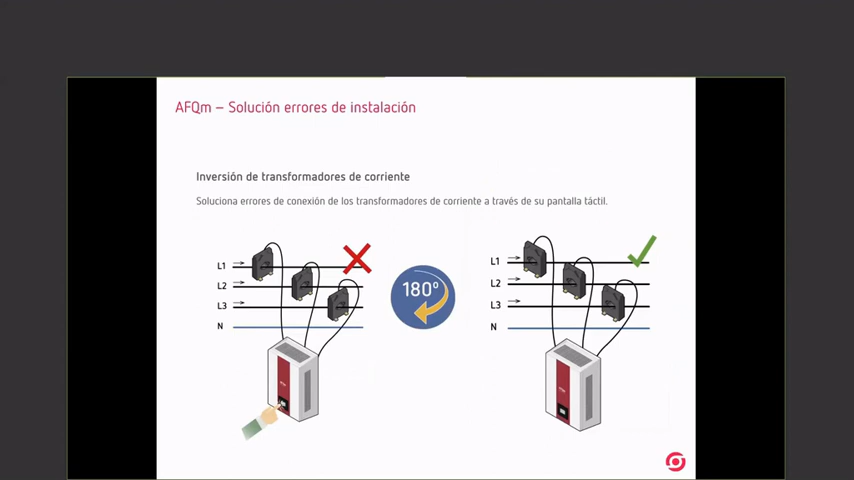 AFQm – Solución errores de instalación
Inversión de transformadores de corriente
Soluciona errores de conexión de los transformadores de corriente a través de su pantalla táctil.
L1
L2
L3
N
180º
L1
L2
L3
N